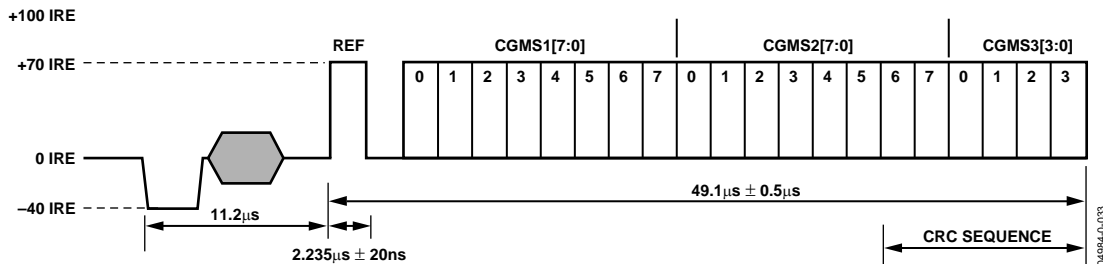 +100 IRE
REF
CGMS1[7:0]
CGMS2[7:0]
CGMS3[3:0]
+70 IRE
0 1 2 3 4 5 6 7 0 1 2 3 4 5 6 7 0 1 2 3
0 IRE
49.1μs ± 0.5μs
–40 IRE
11.2μs
CRC SEQUENCE
2.235μs ± 20ns
04984-0-033